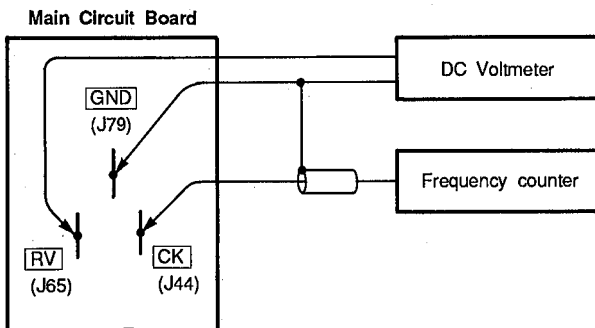 Main Circuit Board
DC Voltmeter
GND
(J79)
Frequency counter
RV
(J65)
CK
(J44)